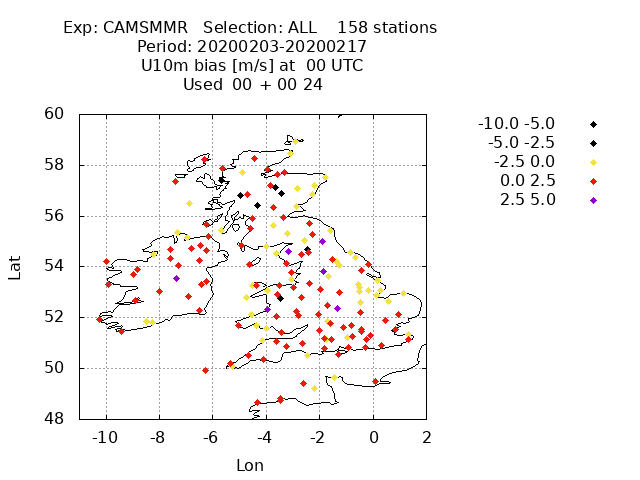 Exp: CAMSMMR   Selection: ALL    158 stations
Period: 20200203-20200217
U10m bias [m/s] at  00 UTC
Used  00 + 00 24
-10.0 -5.0
-5.0 -2.5
-2.5 0.0
0.0 2.5
2.5 5.0
60
58
56
54
52
50
48
Lat
-10 -8 -6 -4 -2 0 2
Lon